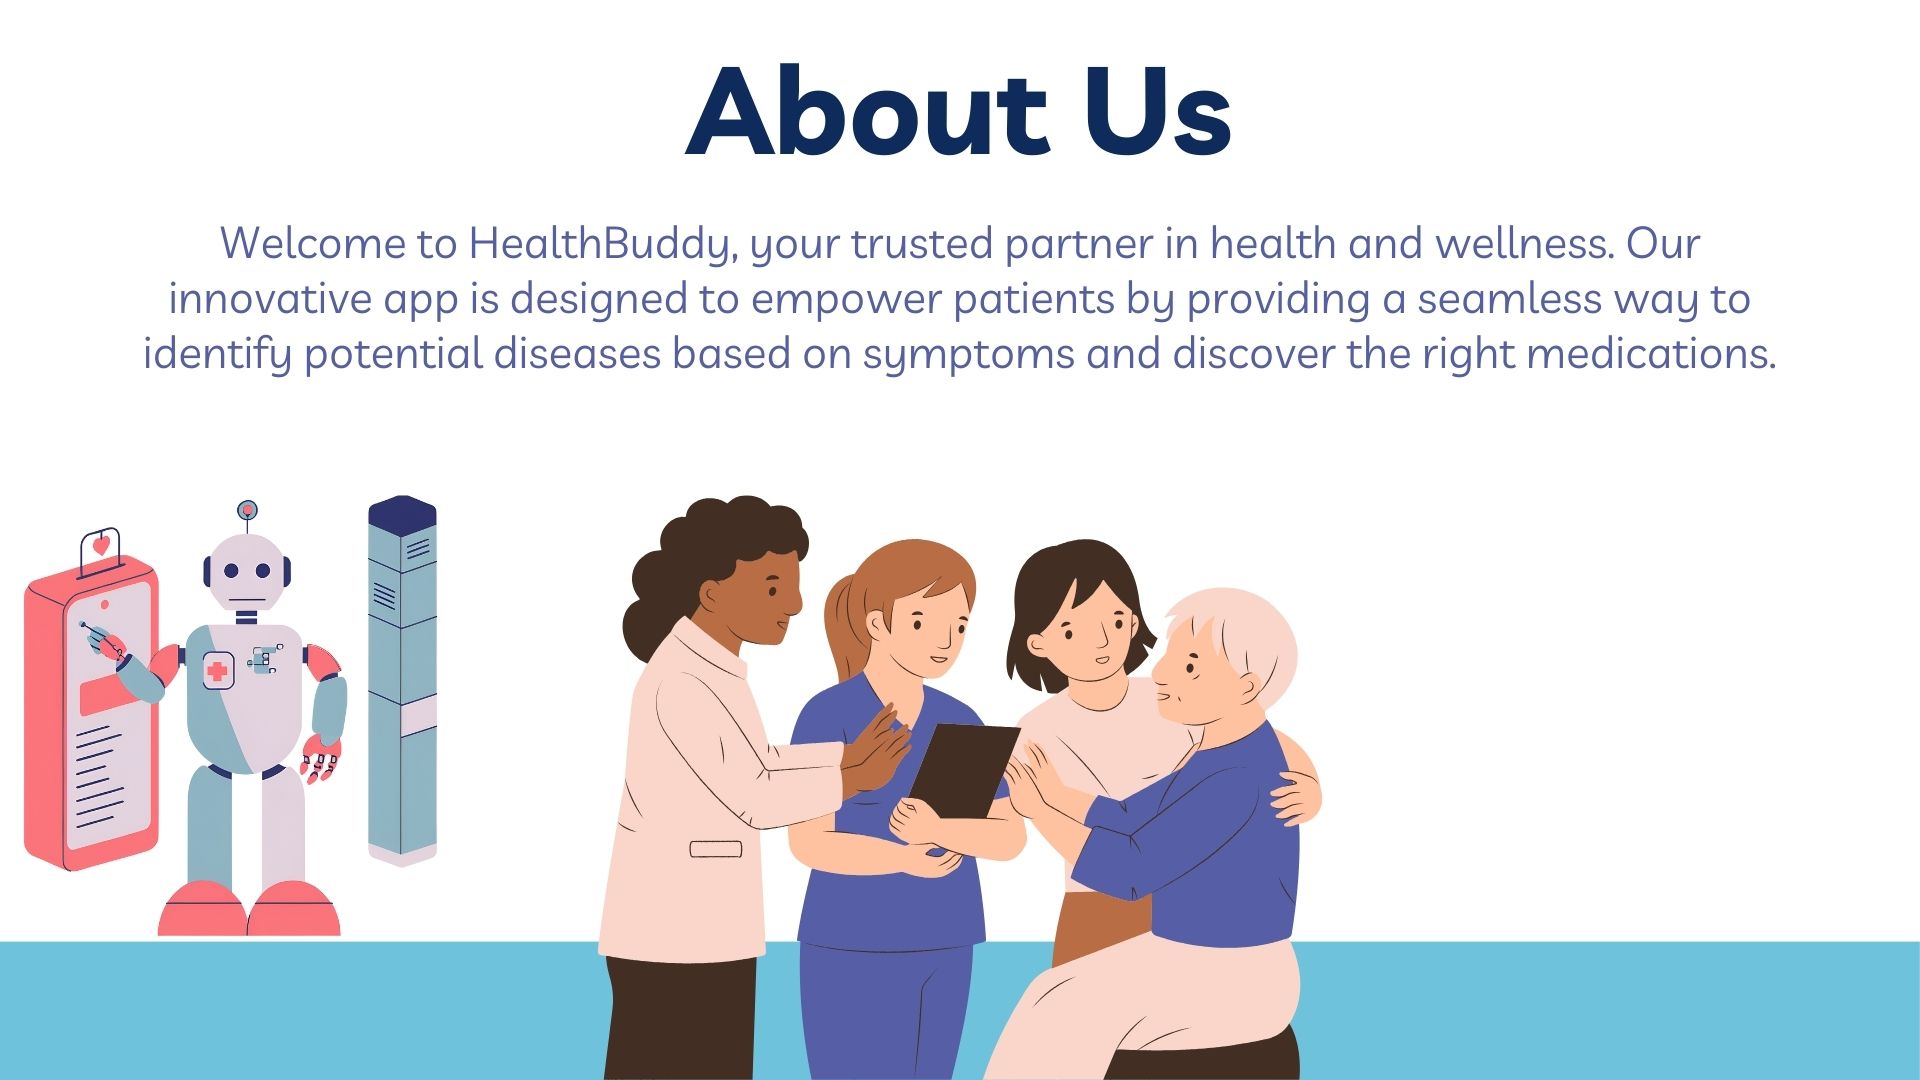 About Us
Welcome to HealthBuddy, your trusted partner in health and wellness. Our
innovative app is designed to empower patients by providing a seamless way to
identify potential diseases based on symptoms and discover the right medications.